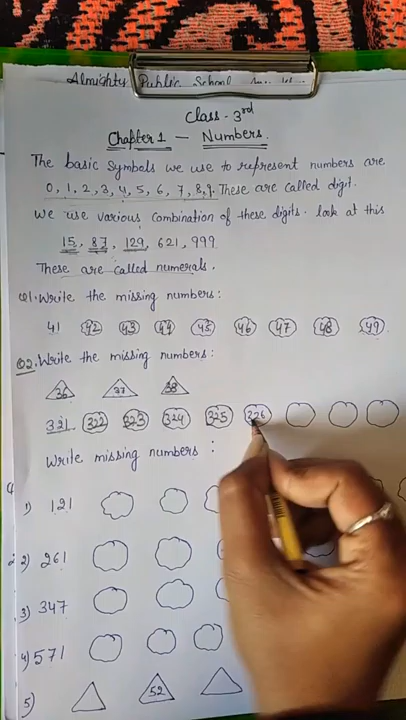 Almighty Public School
Class - 3rd
Chapter 1 - Numbers.
The basic Symbols we use to represent numbers are
0, 1, 2, 3, 4, 5, 6, 7, 8, 9. These are called digit.
We use various combination of these digits. look at this
15, 87, 129, 621, 999
These are called numerals.
Q1. Write the missing numbers:
41 42 43 44 45 46 47 48 49
Q2. Write the missing numbers:
36 37 38
321 322 323 324 325 326
Write missing numbers :
1) 121
2) 261
3) 347
4) 571
5) 52